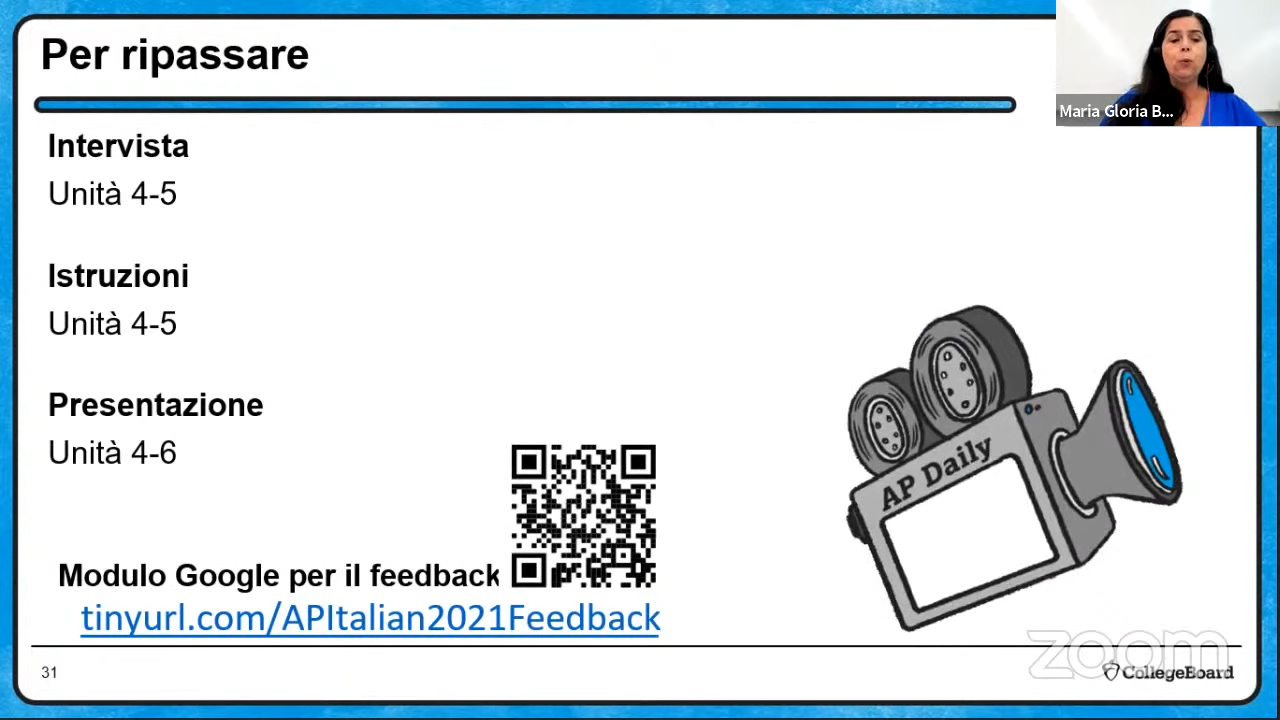 Per ripassare
Maria Gloria B...
Intervista
Unità 4-5
Istruzioni
Unità 4-5
Presentazione
Unità 4-6
AP Daily
Modulo Google per il feedback
tinyurl.com/APItalian2021Feedback
31
zoom
CollegeBoard